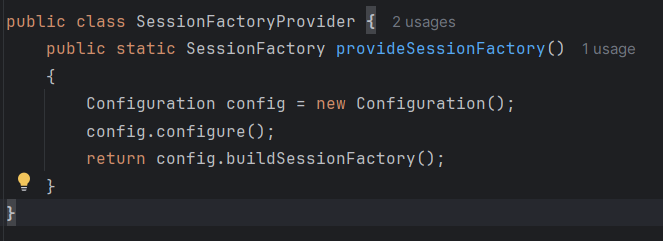 public class SessionFactoryProvider { 2 usages
public static SessionFactory provideSessionFactory() 1 usage
{
Configuration config = new Configuration();
config.configure();
return config.buildSessionFactory();
}
}